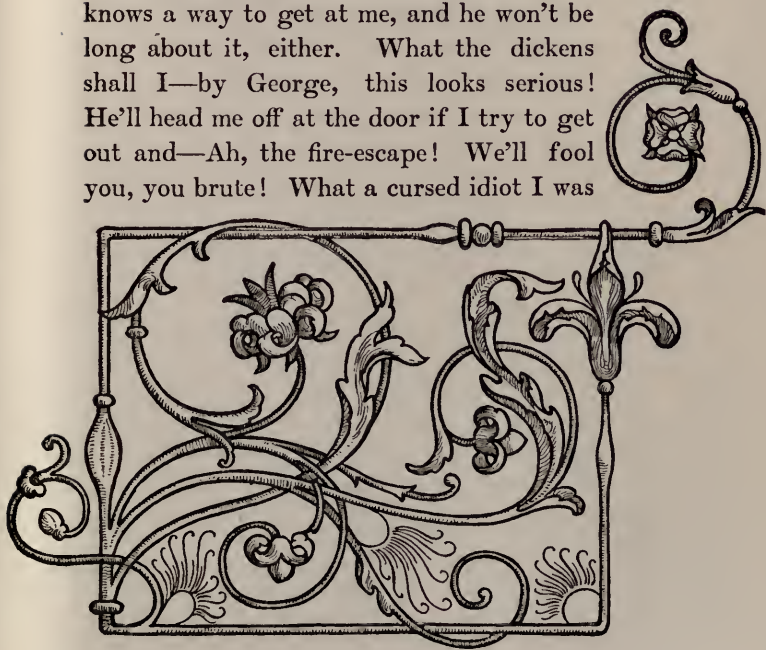 knows a way to get at me, and he won't be
long about it, either. What the dickens
shall I—by George, this looks serious!
He'll head me off at the door if I try to get
out and—Ah, the fire-escape! We'll fool
you, you brute! What a cursed idiot I was